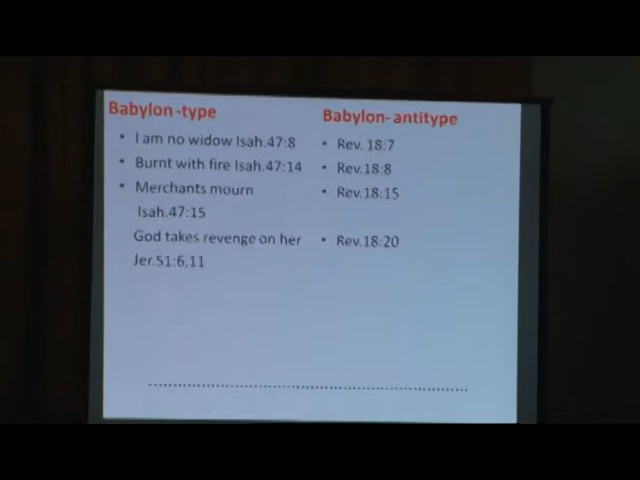 Babylon-type
• I am no widow Isah.47:8
• Burnt with fire Isah.47:14
• Merchants mourn
Isah.47:15
God takes revenge on her
Jer.51:6,11
Babylon- antitype
• Rev. 18:7
• Rev.18:8
• Rev.18:15
• Rev.18:20